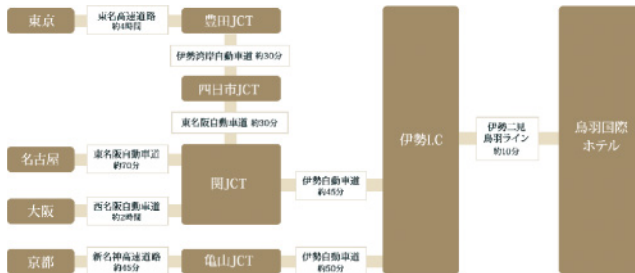 東京
東名高速道路
約4時間
豊田JCT
伊勢湾岸自動車道 約30分
四日市JCT
東名阪自動車道 約30分
名古屋
東名阪自動車道
約70分
関JCT
大阪
西名阪自動車道
約2時間
伊勢自動車道
約45分
京都
新名神高速道路
約45分
亀山JCT
伊勢自動車道
約50分
伊勢I.C
伊勢二見
鳥羽ライン
約10分
鳥羽国際
ホテル